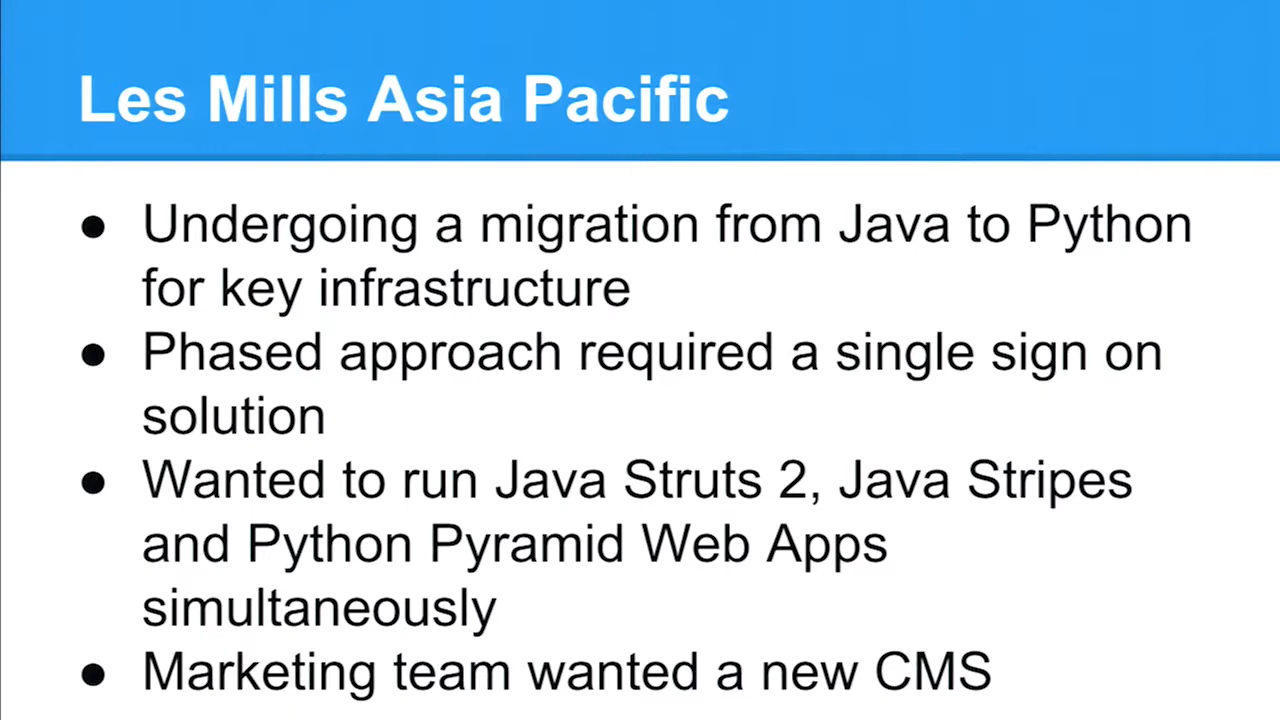 Les Mills Asia Pacific
● Undergoing a migration from Java to Python
for key infrastructure
● Phased approach required a single sign on
solution
● Wanted to run Java Struts 2, Java Stripes
and Python Pyramid Web Apps
simultaneously
● Marketing team wanted a new CMS